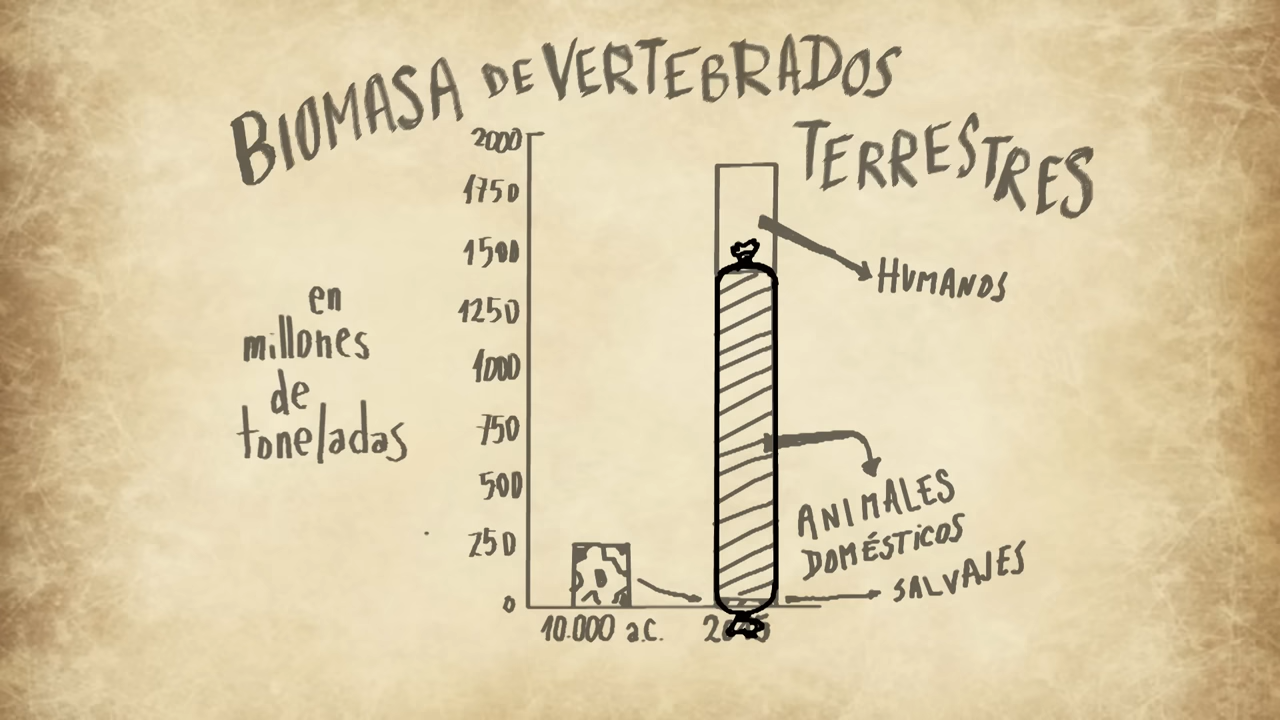 BIOMASA DE VERTEBRADOS
TERRESTRES
en
millones
de
toneladas
2000
1750
1500
1250
1000
750
500
250
0
10.000 a.c.
HUMANOS
ANIMALES
DOMÉSTICOS
SALVAJES